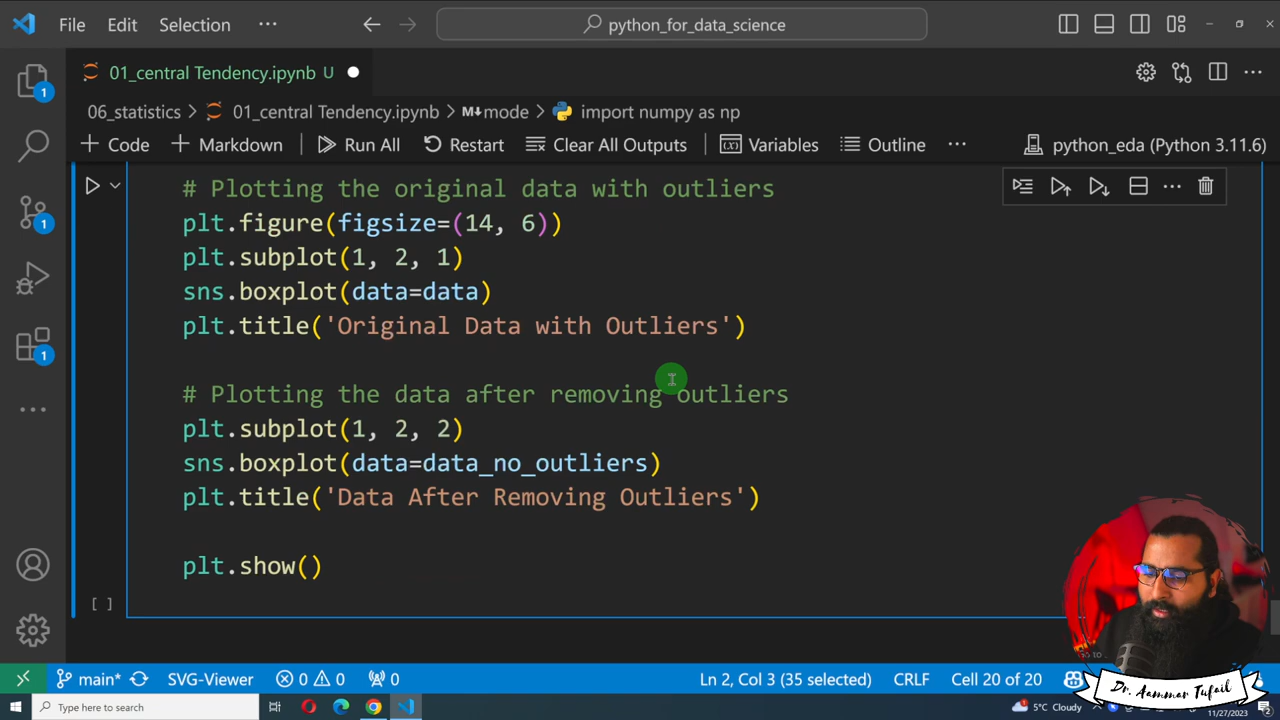 File Edit Selection ··· python_for_data_science
01_central Tendency.ipynb U
06_statistics > 01_central Tendency.ipynb > M↓mode > import numpy as np
+ Code + Markdown Run All Restart Clear All Outputs Variables Outline ··· python_eda (Python 3.11.6)
# Plotting the original data with outliers
plt.figure(figsize=(14, 6))
plt.subplot(1, 2, 1)
sns.boxplot(data=data)
plt.title('Original Data with Outliers')
# Plotting the data after removing outliers
plt.subplot(1, 2, 2)
sns.boxplot(data=data_no_outliers)
plt.title('Data After Removing Outliers')
plt.show()
[ ]
1
1
1
main* SVG-Viewer 0 0 0 Ln 2, Col 3 (35 selected) CRLF Cell 20 of 20
Dr. Aammar Tufail
Type here to search 5°C Cloudy 11/27/2023 2